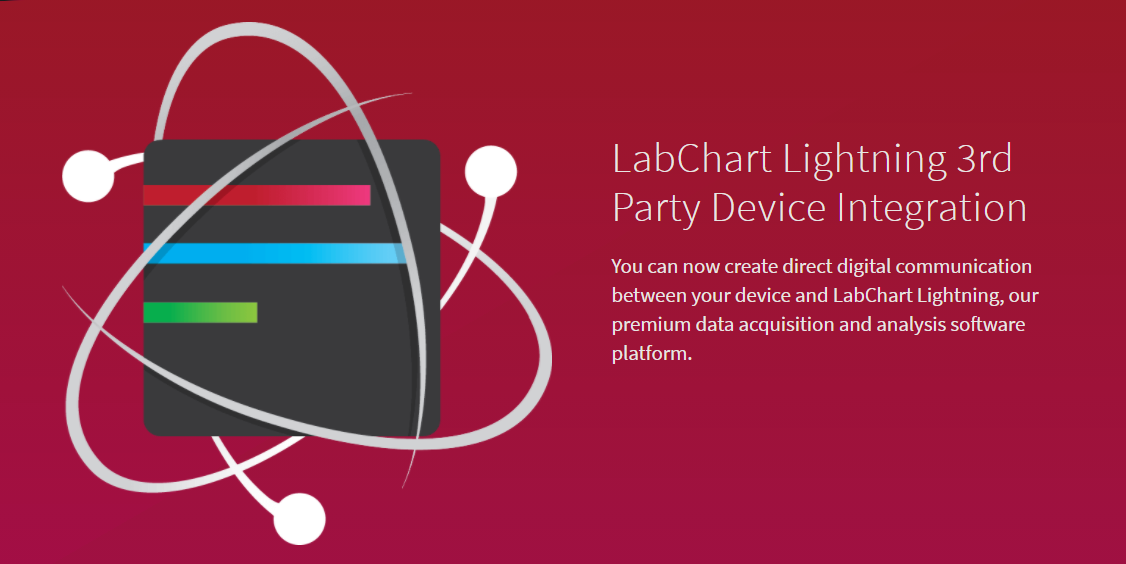 LabChart Lightning 3rd
Party Device Integration
You can now create direct digital communication
between your device and LabChart Lightning, our
premium data acquisition and analysis software
platform.